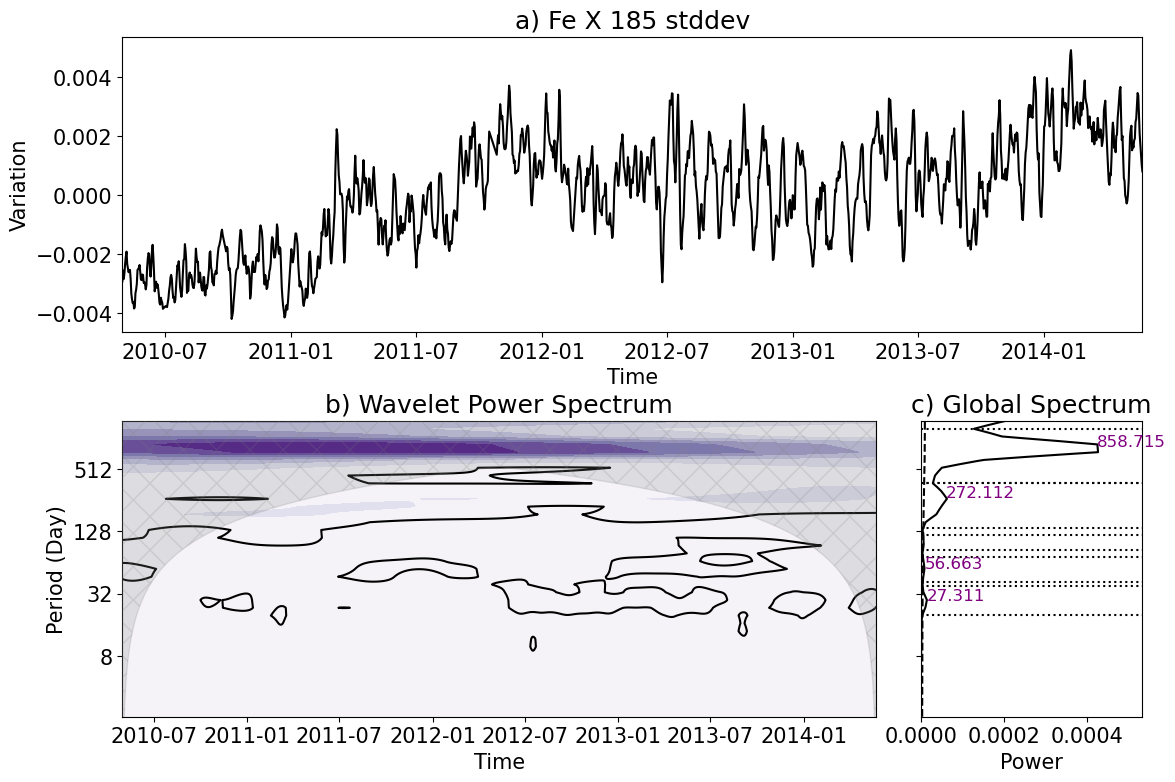 a) Fe X 185 stddev
Variation
0.004
0.002
0.000
−0.002
−0.004
2010-07 2011-01 2011-07 2012-01 2012-07 2013-01 2013-07 2014-01
Time
b) Wavelet Power Spectrum
Period (Day)
512
128
32
8
2010-07 2011-01 2011-07 2012-01 2012-07 2013-01 2013-07 2014-01
Time
c) Global Spectrum
858.715
272.112
56.663
27.311
0.0000 0.0002 0.0004
Power